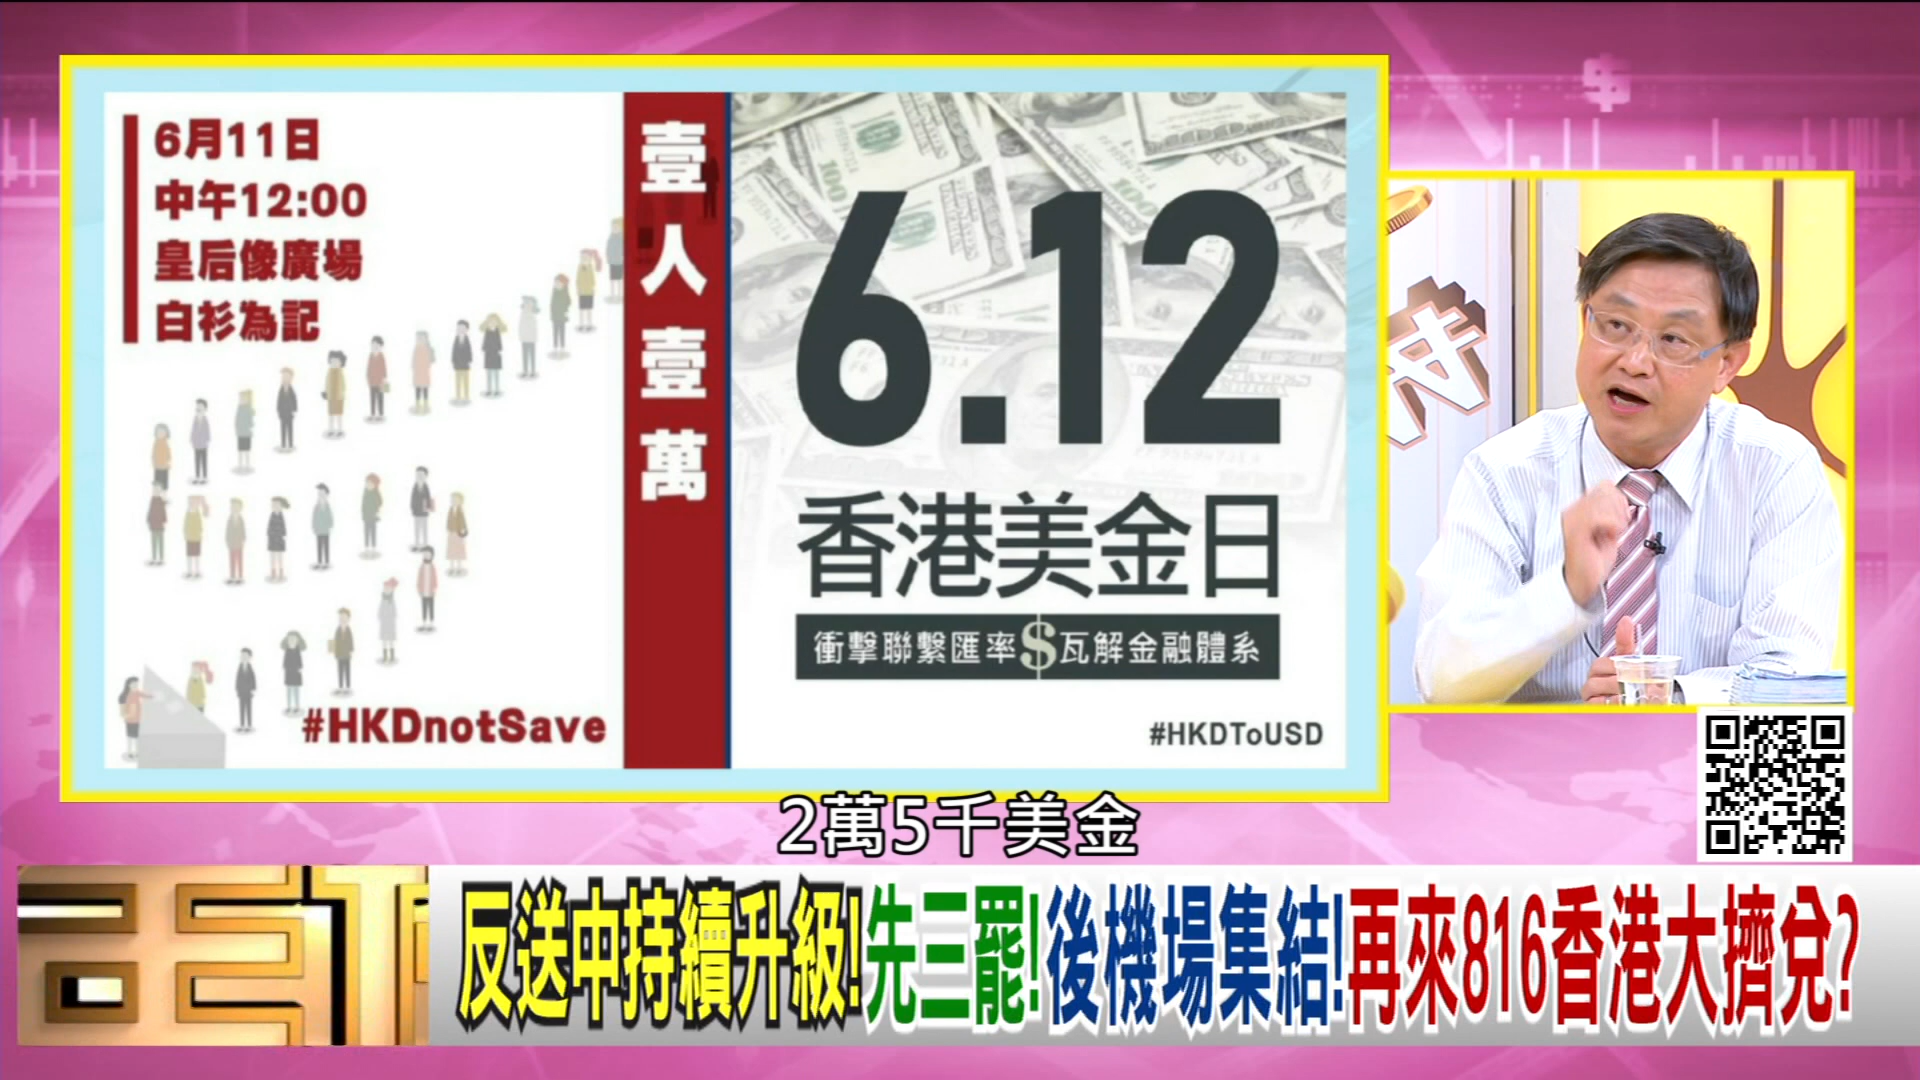 6月11日
中午12:00
皇后像廣場
白衫為記
#HKDnotSave
壹人壹萬
6.12
香港美金日
衝擊聯繫匯率$瓦解金融體系
#HKDToUSD
2萬5千美金
反送中持續升級!先三罷!後機場集結!再來816香港大擠兌?